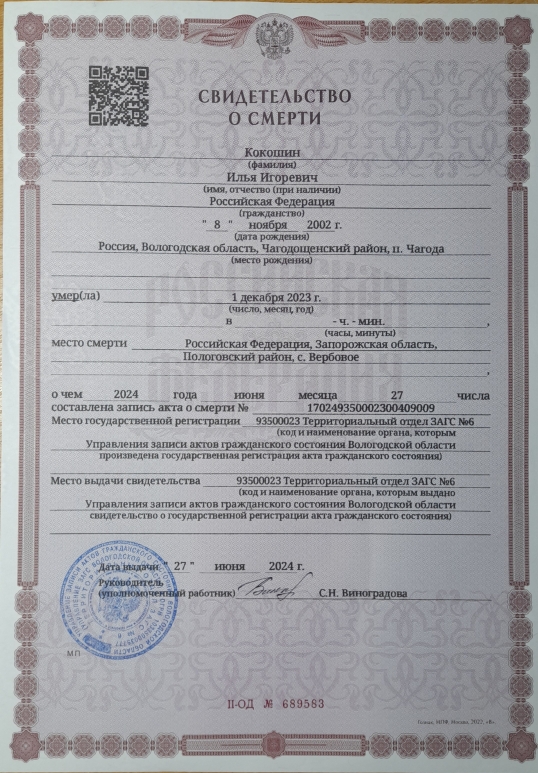 СВИДЕТЕЛЬСТВО
О СМЕРТИ
Кокошин
(фамилия)
Илья Игоревич
(имя, отчество (при наличии)
Российская Федерация
(гражданство)
" 8 " ноября 2002 г.
(дата рождения)
Россия, Вологодская область, Чагодощенский район, п. Чагода
(место рождения)
умер(ла) 1 декабря 2023 г.
(число, месяц, год)
в - ч. - мин. ,
(часы, минуты)
место смерти Российская Федерация, Запорожская область,
Пологовский район, с. Вербовое
,
о чем 2024 года июня месяца 27 числа
составлена запись акта о смерти № 170249350002300409009
Место государственной регистрации 93500023 Территориальный отдел ЗАГС №6
(код и наименование органа, которым
Управления записи актов гражданского состояния Вологодской области
произведена государственная регистрация акта гражданского состояния)
Место выдачи свидетельства 93500023 Территориальный отдел ЗАГС №6
(код и наименование органа, которым выдано
Управления записи актов гражданского состояния Вологодской области
свидетельство о государственной регистрации акта гражданского состояния)
Дата выдачи " 27 " июня 2024 г.
Руководитель
(уполномоченный работник) С.Н. Виноградова
МП
II-ОД № 689583